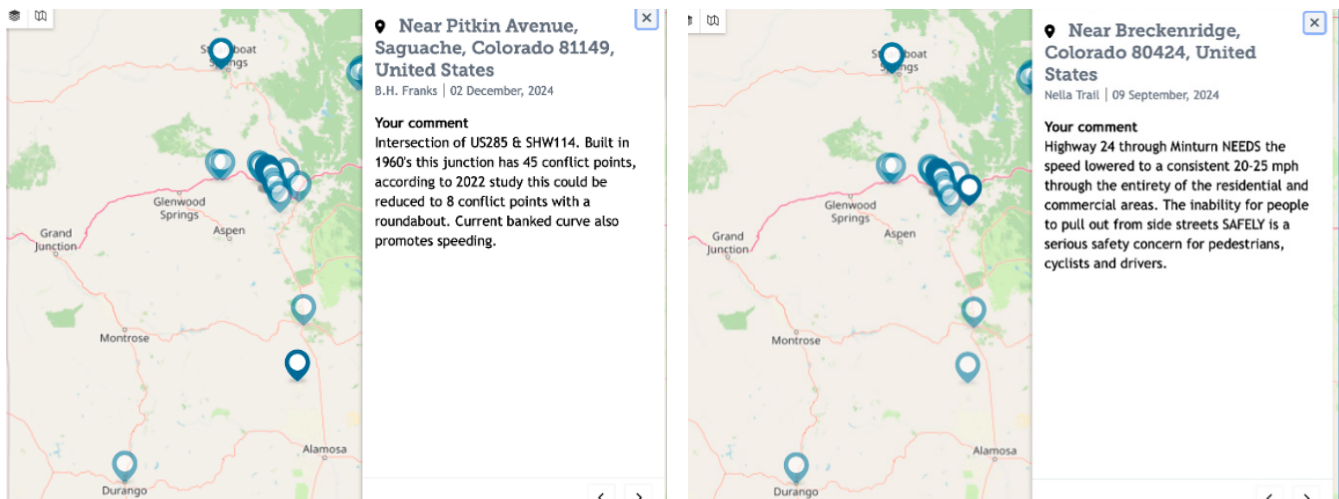 Near Pitkin Avenue,
Saguache, Colorado 81149,
United States
B.H. Franks | 02 December, 2024
Your comment
Intersection of US285 & SHW114. Built in
1960's this junction has 45 conflict points,
according to 2022 study this could be
reduced to 8 conflict points with a
roundabout. Current banked curve also
promotes speeding.
Glenwood
Springs
Grand
Junction
Aspen
Montrose
Alamosa
Durango
Near Breckenridge,
Colorado 80424, United
States
Nella Trail | 09 September, 2024
Your comment
Highway 24 through Minturn NEEDS the
speed lowered to a consistent 20-25 mph
through the entirety of the residential and
commercial areas. The inability for people
to pull out from side streets SAFELY is a
serious safety concern for pedestrians,
cyclists and drivers.
Glenwood
Springs
Grand
Junction
Aspen
Montrose
Alamosa
Durango